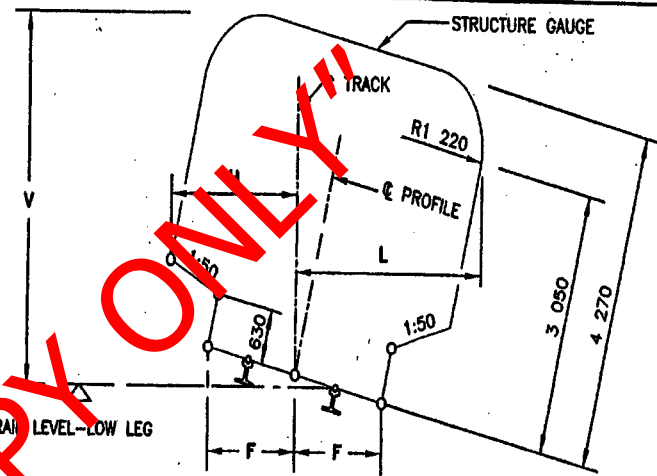 STRUCTURE GAUGE
TRACK
R1 220
H
℄ PROFILE
V
L
1:50
1:50
630
3 050
4 270
LEVEL-LOW LEG
F
F
PY ONLY"